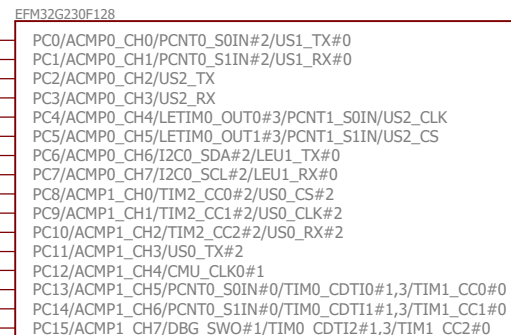 EFM32G230F128
PC0/ACMP0_CH0/PCNT0_S0IN#2/US1_TX#0
PC1/ACMP0_CH1/PCNT0_S1IN#2/US1_RX#0
PC2/ACMP0_CH2/US2_TX
PC3/ACMP0_CH3/US2_RX
PC4/ACMP0_CH4/LETIM0_OUT0#3/PCNT1_S0IN/US2_CLK
PC5/ACMP0_CH5/LETIM0_OUT1#3/PCNT1_S1IN/US2_CS
PC6/ACMP0_CH6/I2C0_SDA#2/LEU1_TX#0
PC7/ACMP0_CH7/I2C0_SCL#2/LEU1_RX#0
PC8/ACMP1_CH0/TIM2_CC0#2/US0_CS#2
PC9/ACMP1_CH1/TIM2_CC1#2/US0_CLK#2
PC10/ACMP1_CH2/TIM2_CC2#2/US0_RX#2
PC11/ACMP1_CH3/US0_TX#2
PC12/ACMP1_CH4/CMU_CLK0#1
PC13/ACMP1_CH5/PCNT0_S0IN#0/TIM0_CDTI0#1,3/TIM1_CC0#0
PC14/ACMP1_CH6/PCNT0_S1IN#0/TIM0_CDTI1#1,3/TIM1_CC1#0
PC15/ACMP1_CH7/DBG_SWO#1/TIM0_CDTI2#1,3/TIM1_CC2#0